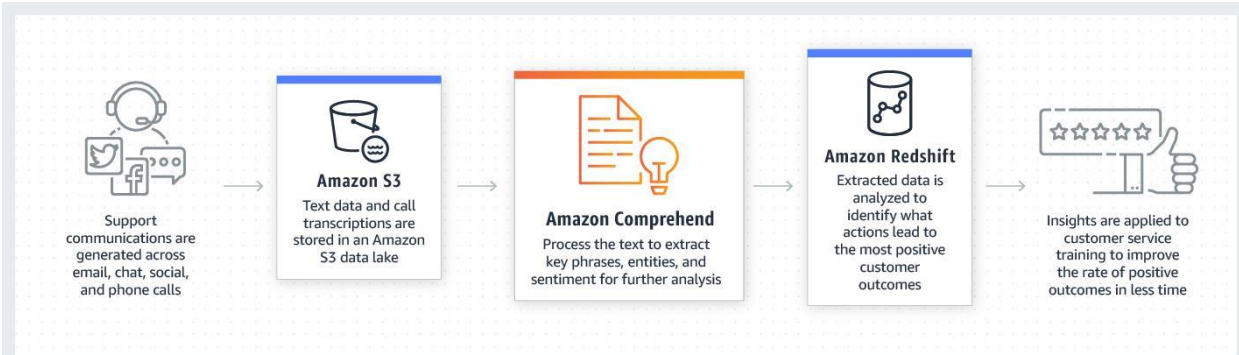 Support
communications are
generated across
email, chat, social,
and phone calls
Amazon S3
Text data and call
transcriptions are
stored in an Amazon
S3 data lake
Amazon Comprehend
Process the text to extract
key phrases, entities, and
sentiment for further analysis
Amazon Redshift
Extracted data is
analyzed to
identify what
actions lead to
the most positive
customer
outcomes
Insights are applied to
customer service
training to improve
the rate of positive
outcomes in less time